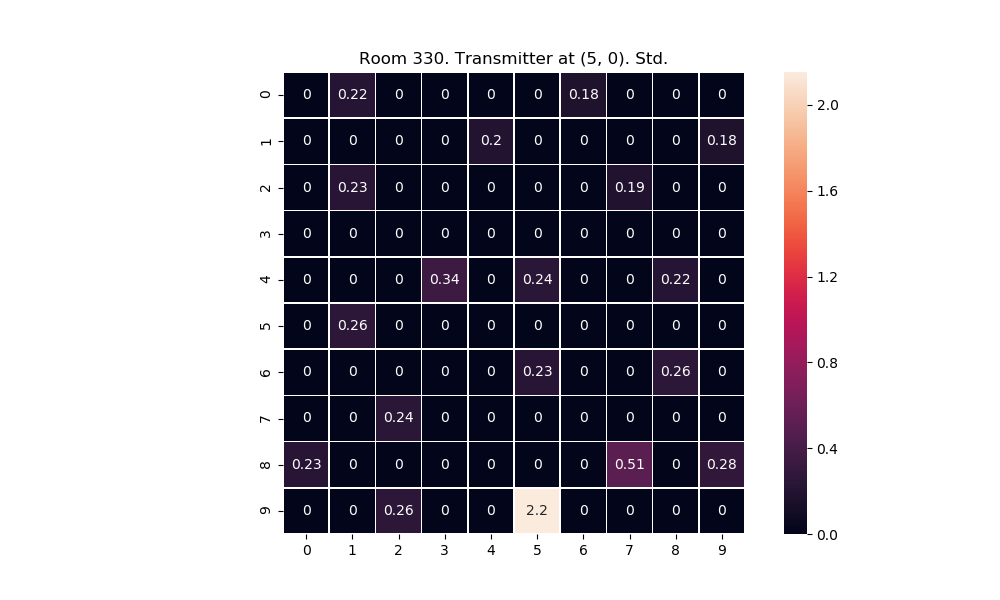 Room 330. Transmitter at (5, 0). Std.
0 0 0.22 0 0 0 0 0.18 0 0 0
1 0 0 0 0 0.2 0 0 0 0 0.18
2 0 0.23 0 0 0 0 0 0.19 0 0
3 0 0 0 0 0 0 0 0 0 0
4 0 0 0 0.34 0 0.24 0 0 0.22 0
5 0 0.26 0 0 0 0 0 0 0 0
6 0 0 0 0 0 0.23 0 0 0.26 0
7 0 0 0.24 0 0 0 0 0 0 0
8 0.23 0 0 0 0 0 0 0.51 0 0.28
9 0 0 0.26 0 0 2.2 0 0 0 0
0 1 2 3 4 5 6 7 8 9
2.0
1.6
1.2
0.8
0.4
0.0